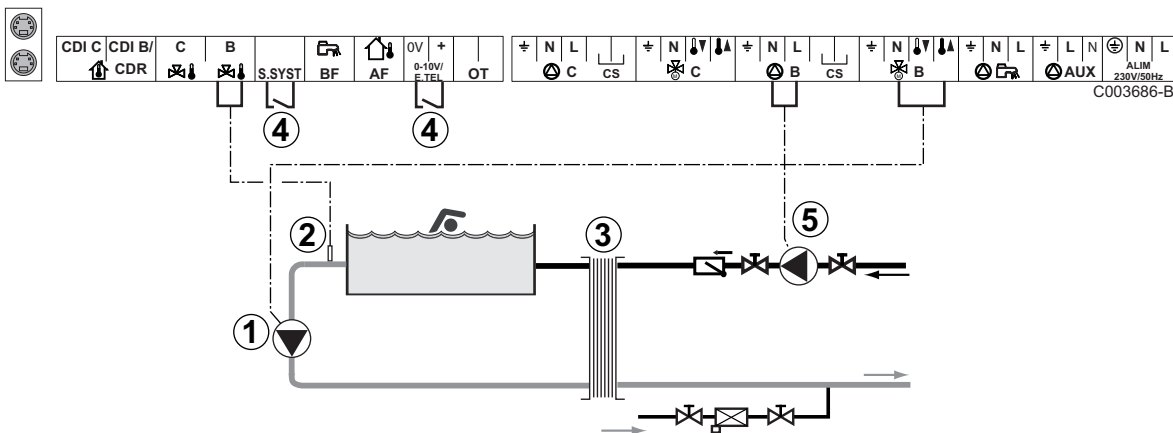 CDI C CDI B/ C B 0V + ⏚ N L ⏚ N ⏚ N L ⏚ N ⏚ N L ⏚ L N ⏚ N L
CDR S.SYST BF AF 0-10V/ E.TEL OT C CS M C B CS M B AUX ALIM 230V/50Hz
C003686-B
4 4
2 3 5
1